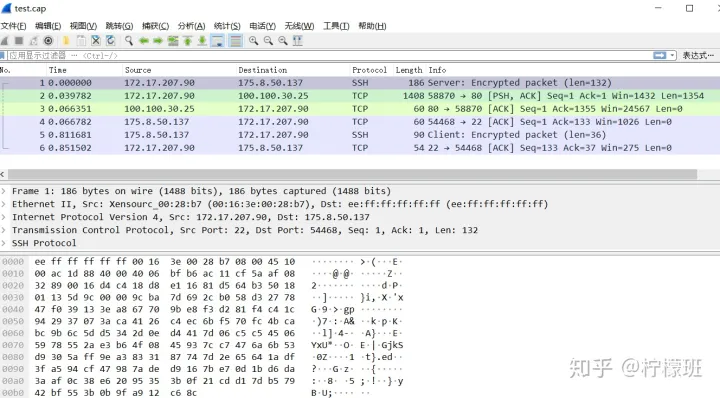 test.cap
文件(F) 编辑(E) 视图(V) 跳转(G) 捕获(C) 分析(A) 统计(S) 电话(Y) 无线(W) 工具(T) 帮助(H)
应用显示过滤器 … <Ctrl-/> 表达式…
No. Time Source Destination Protocol Length Info
1 0.000000 172.17.207.90 175.8.50.137 SSH 186 Server: Encrypted packet (len=132)
2 0.039782 172.17.207.90 100.100.30.25 TCP 1408 58870 → 80 [PSH, ACK] Seq=1 Ack=1 Win=1432 Len=1354
3 0.066351 100.100.30.25 172.17.207.90 TCP 60 80 → 58870 [ACK] Seq=1 Ack=1355 Win=24567 Len=0
4 0.066782 175.8.50.137 172.17.207.90 TCP 60 54468 → 22 [ACK] Seq=1 Ack=133 Win=1026 Len=0
5 0.811681 175.8.50.137 172.17.207.90 SSH 90 Client: Encrypted packet (len=36)
6 0.851502 172.17.207.90 175.8.50.137 TCP 54 22 → 54468 [ACK] Seq=133 Ack=37 Win=275 Len=0
> Frame 1: 186 bytes on wire (1488 bits), 186 bytes captured (1488 bits)
> Ethernet II, Src: Xensourc_00:28:b7 (00:16:3e:00:28:b7), Dst: ee:ff:ff:ff:ff:ff (ee:ff:ff:ff:ff:ff)
> Internet Protocol Version 4, Src: 172.17.207.90, Dst: 175.8.50.137
> Transmission Control Protocol, Src Port: 22, Dst Port: 54468, Seq: 1, Ack: 1, Len: 132
> SSH Protocol
0000 ee ff ff ff ff ff 00 16 3e 00 28 b7 08 00 45 10 ········ >·(···E·
0010 00 ac 1d 88 40 00 40 06 bf b6 ac 11 cf 5a af 08 ····@·@· ·····Z··
0020 32 89 00 16 d4 c4 18 d8 e1 16 81 d5 64 b3 50 18 2······· ····d·P·
0030 01 13 5d 9c 00 00 9c ba 7d 69 2c b0 58 d3 27 78 ··]····· }i,·X·'x
0040 47 f0 39 13 3e a8 67 70 9b e8 f3 d2 81 f4 c4 1c G·9·>·gp ········
0050 94 29 37 07 3a ca 41 26 c4 ec 6b f5 70 fc 4b ca ·)7·:·A& ··k·p·K·
0060 bc 9b 6c 5d d5 34 2d 0e d4 41 7d 06 c5 c5 45 06 ··l]·4-· ·A}···E·
0070 59 78 55 2a e3 b6 4f 08 45 93 7c c7 47 6a 6b 53 YxU*··O· E·|·GjkS
0080 d9 30 5a ff 9e a3 83 31 87 74 7d 2e 65 64 1a df ·0Z····1 ·t}.ed··
0090 3f a5 94 cf 47 98 7a de d9 16 7b e7 0d 1b d6 da ?···G·z· ··{·····
00a0 3a af 0c 38 e6 20 95 35 3b 0f 21 cd d1 7d b5 79 :··8· ·5 ;·!··}·y
00b0 42 bf 55 3b 0b 9f a9 12 c6 8c B·U;···· ··
知乎 @柠檬班